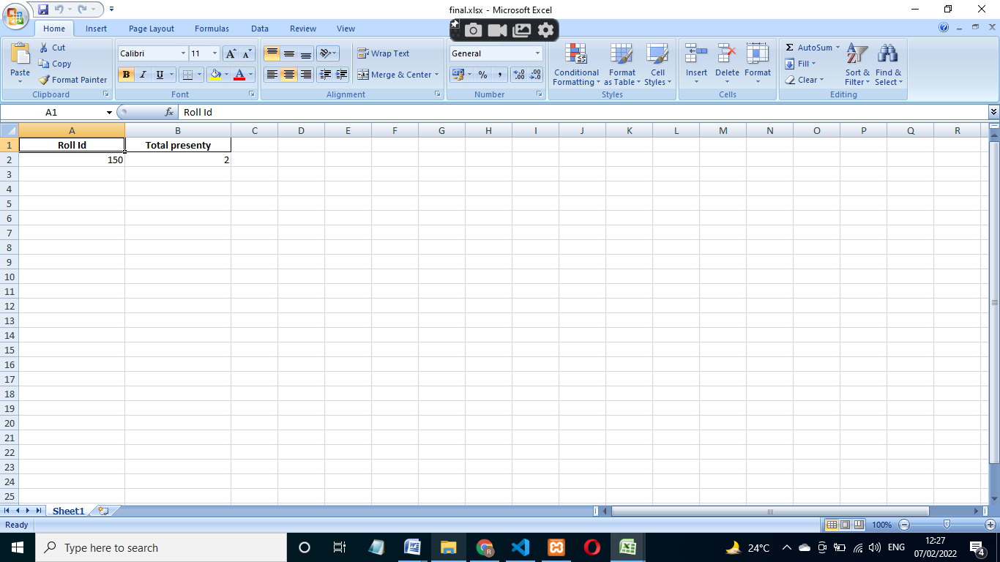 final.xlsx - Microsoft Excel
Home Insert Page Layout Formulas Data Review View
Paste
Cut
Copy
Format Painter
Clipboard
Calibri 11
B I U
Font
Wrap Text
Merge & Center
Alignment
General
% ,
Number
Conditional Formatting
Format as Table
Cell Styles
Styles
Insert Delete Format
Cells
Σ AutoSum
Fill
Clear
Sort & Filter
Find & Select
Editing
A1 fx Roll Id
A B C D E F G H I J K L M N O P Q R
1 Roll Id Total presenty
2 150 2
3
4
5
6
7
8
9
10
11
12
13
14
15
16
17
18
19
20
21
22
23
24
25
Sheet1
Ready 100%
Type here to search
24°C ENG 12:27
07/02/2022 4